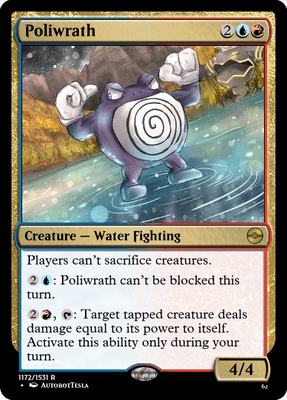 Poliwrath 2
Creature — Water Fighting
Players can't sacrifice creatures.
2: Poliwrath can't be blocked this
turn.
2, : Target tapped creature deals
damage equal to its power to itself.
Activate this ability only during your
turn.
4/4
1172/1531 R
• AutobotTesla